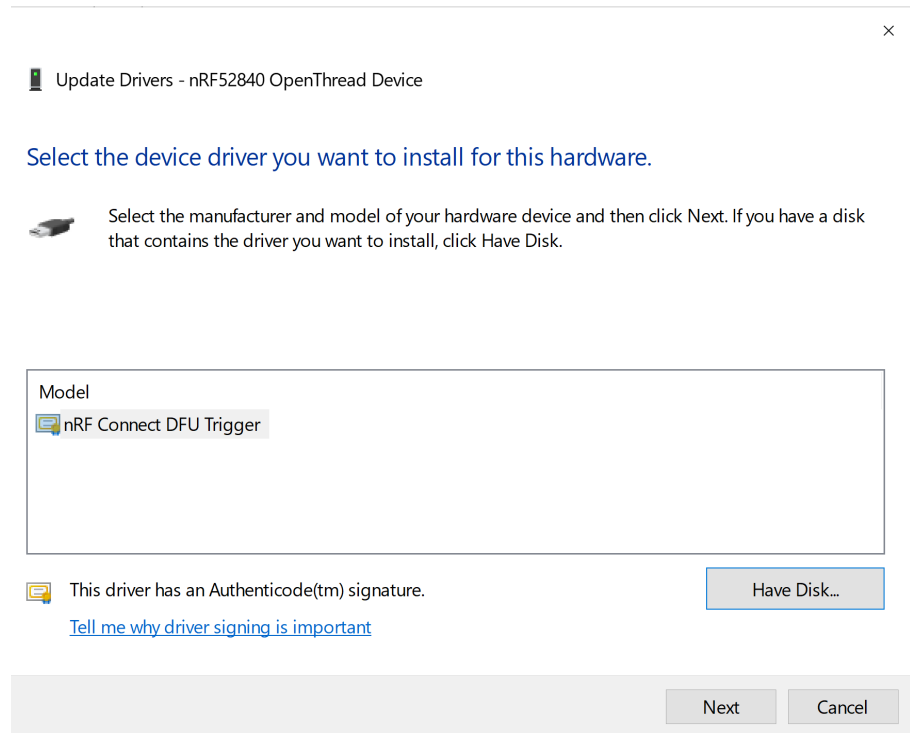 Update Drivers - nRF52840 OpenThread Device
Select the device driver you want to install for this hardware.
Select the manufacturer and model of your hardware device and then click Next. If you have a disk
that contains the driver you want to install, click Have Disk.
Model
nRF Connect DFU Trigger
This driver has an Authenticode(tm) signature.
Have Disk...
Tell me why driver signing is important
Next
Cancel